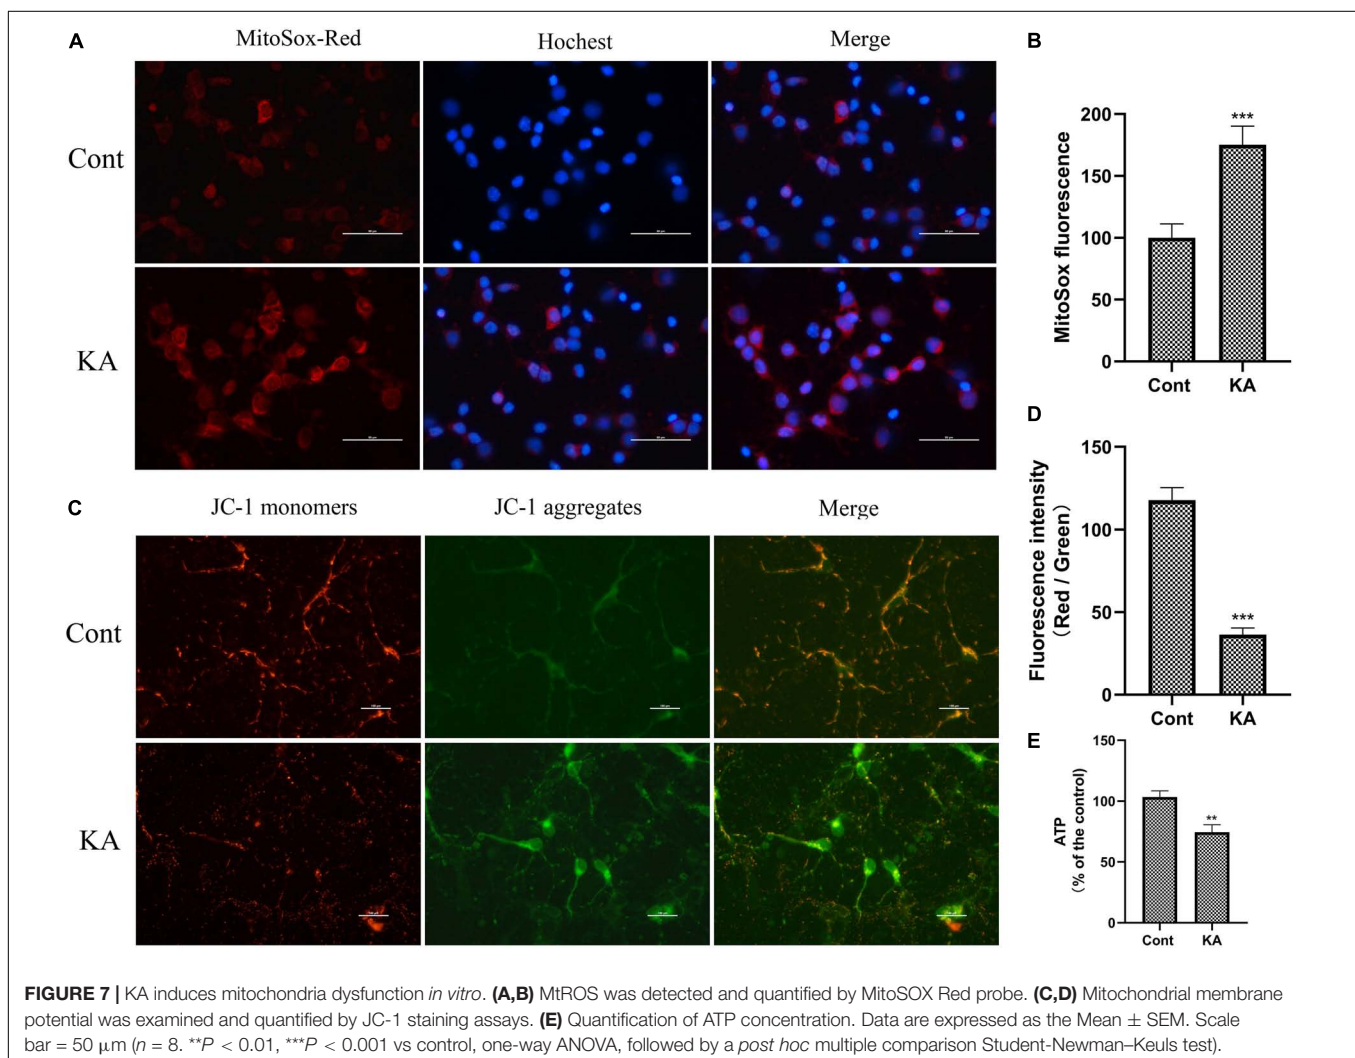 A
MitoSox-Red
Hochest
Merge
Cont
KA
B
MitoSox fluorescence
200
150
100
50
0
***
Cont
KA
C
JC-1 monomers
JC-1 aggregates
Merge
Cont
KA
D
Fluorescence intensity
(Red / Green)
150
100
50
0
***
Cont
KA
E
ATP
(% of the control)
150
100
50
0
**
Cont
KA
FIGURE 7 | KA induces mitochondria dysfunction in vitro. (A,B) MtROS was detected and quantified by MitoSOX Red probe. (C,D) Mitochondrial membrane
potential was examined and quantified by JC-1 staining assays. (E) Quantification of ATP concentration. Data are expressed as the Mean ± SEM. Scale
bar = 50 μm (n = 8. **P < 0.01, ***P < 0.001 vs control, one-way ANOVA, followed by a post hoc multiple comparison Student-Newman–Keuls test).